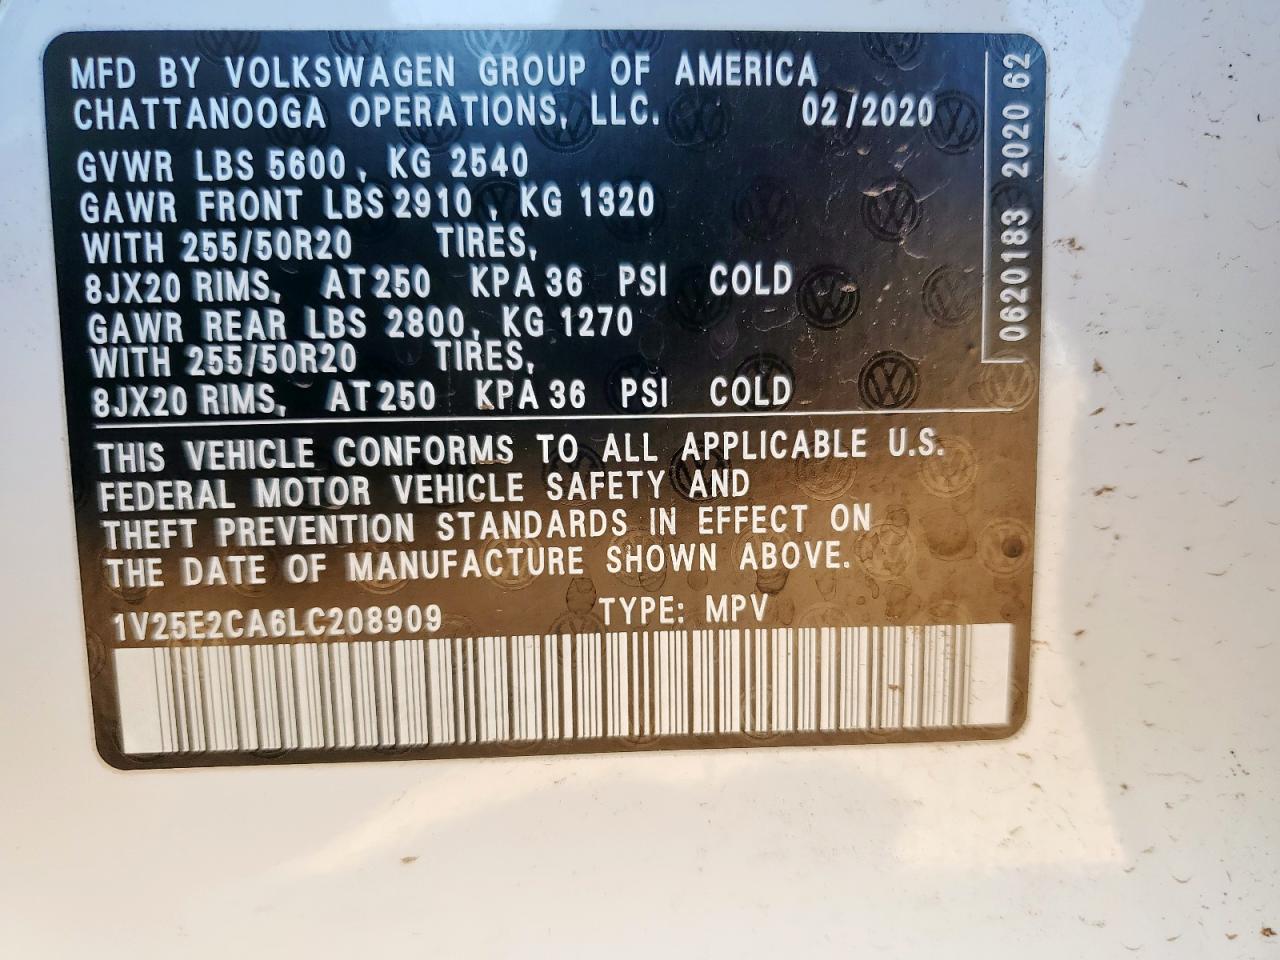 MFD BY VOLKSWAGEN GROUP OF AMERICA
CHATTANOOGA OPERATIONS, LLC. 02/2020
GVWR LBS 5600, KG 2540
GAWR FRONT LBS 2910, KG 1320
WITH 255/50R20 TIRES,
8JX20 RIMS, AT 250 KPA 36 PSI COLD
GAWR REAR LBS 2800, KG 1270
WITH 255/50R20 TIRES,
8JX20 RIMS, AT 250 KPA 36 PSI COLD
THIS VEHICLE CONFORMS TO ALL APPLICABLE U.S.
FEDERAL MOTOR VEHICLE SAFETY AND
THEFT PREVENTION STANDARDS IN EFFECT ON
THE DATE OF MANUFACTURE SHOWN ABOVE.
1V25E2CA6LC208909 TYPE: MPV
0620183 2020 62